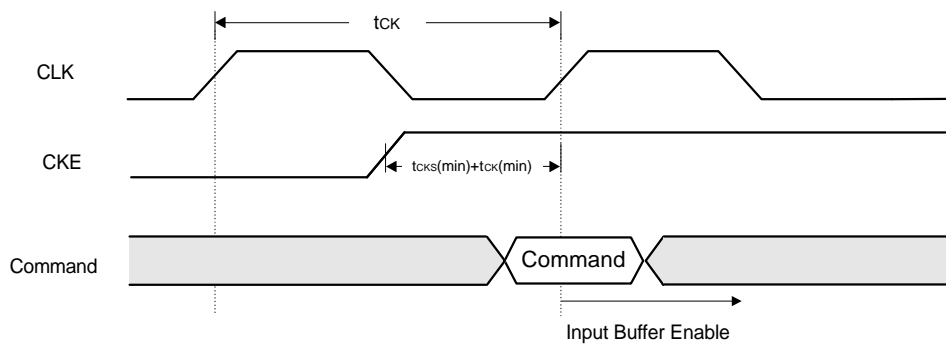 tCK
CLK
CKE
tCKS(min)+tCK(min)
Command
Command
Input Buffer Enable